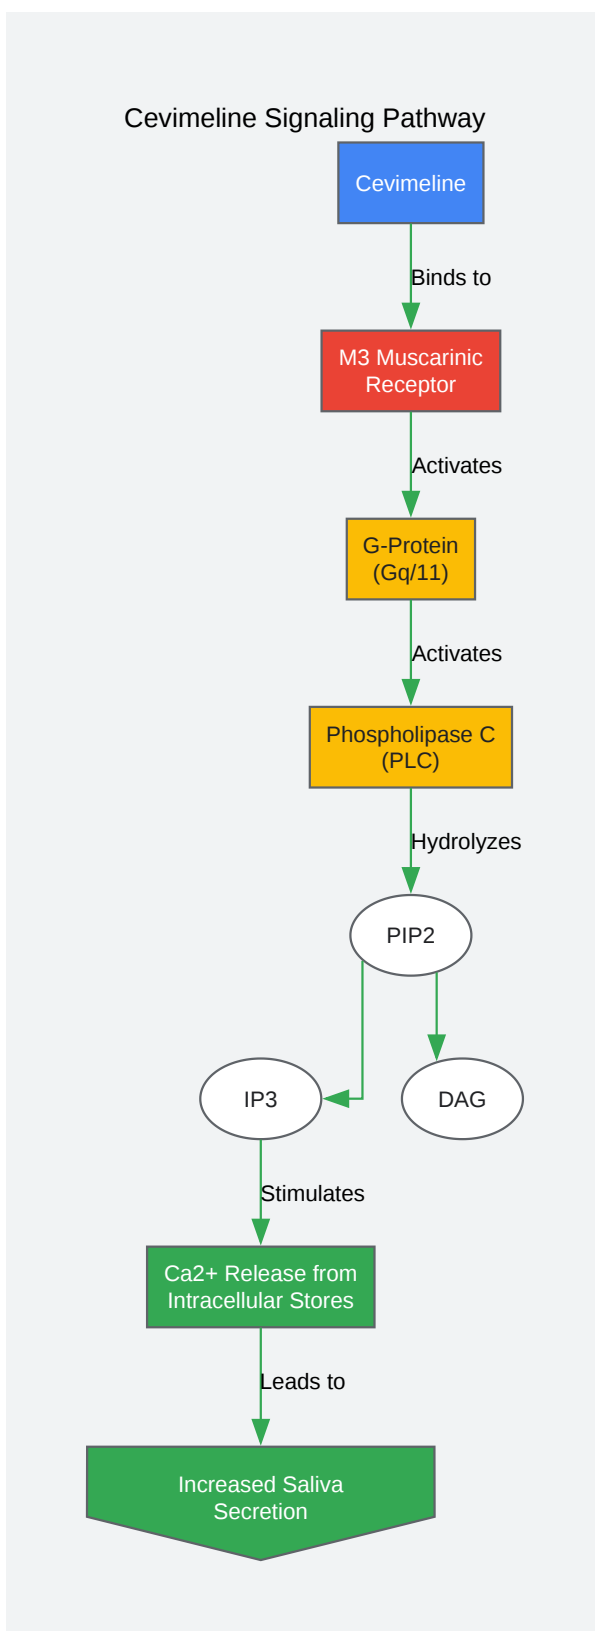 Cevimeline Signaling Pathway
Cevimeline
Binds to
M3 Muscarinic
Receptor
Activates
G-Protein
(Gq/11)
Activates
Phospholipase C
(PLC)
Hydrolyzes
PIP2
IP3
DAG
Stimulates
Ca2+ Release from
Intracellular Stores
Leads to
Increased Saliva
Secretion